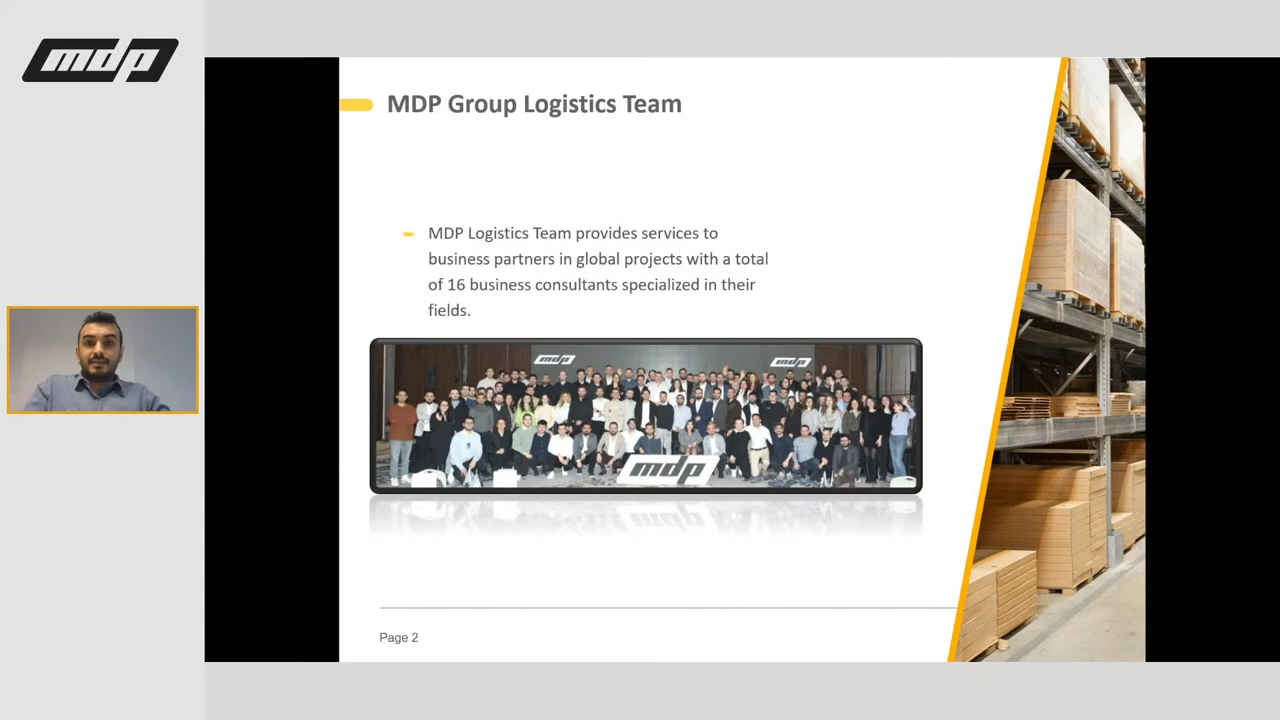 mdp
MDP Group Logistics Team
MDP Logistics Team provides services to
business partners in global projects with a total
of 16 business consultants specialized in their
fields.
mdp
mdp
mdp
Page 2